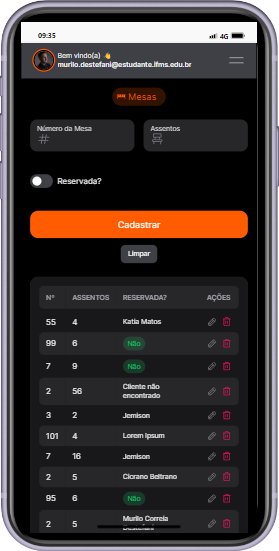 09:35
4G
Bem vindo(a) 👋
murilo.destefani@estudante.ifms.edu.br
Mesas
Número da Mesa
Assentos
Reservada?
Cadastrar
Limpar
Nº ASSENTOS RESERVADA? AÇÕES
55 4 Katia Matos
99 6 Não
7 9 Não
2 56 Cliente não
encontrado
3 2 Jemison
101 4 Lorem Ipsum
7 16 Jemison
2 5 Cicrano Beltrano
95 6 Não
2 5 Murilo Correia